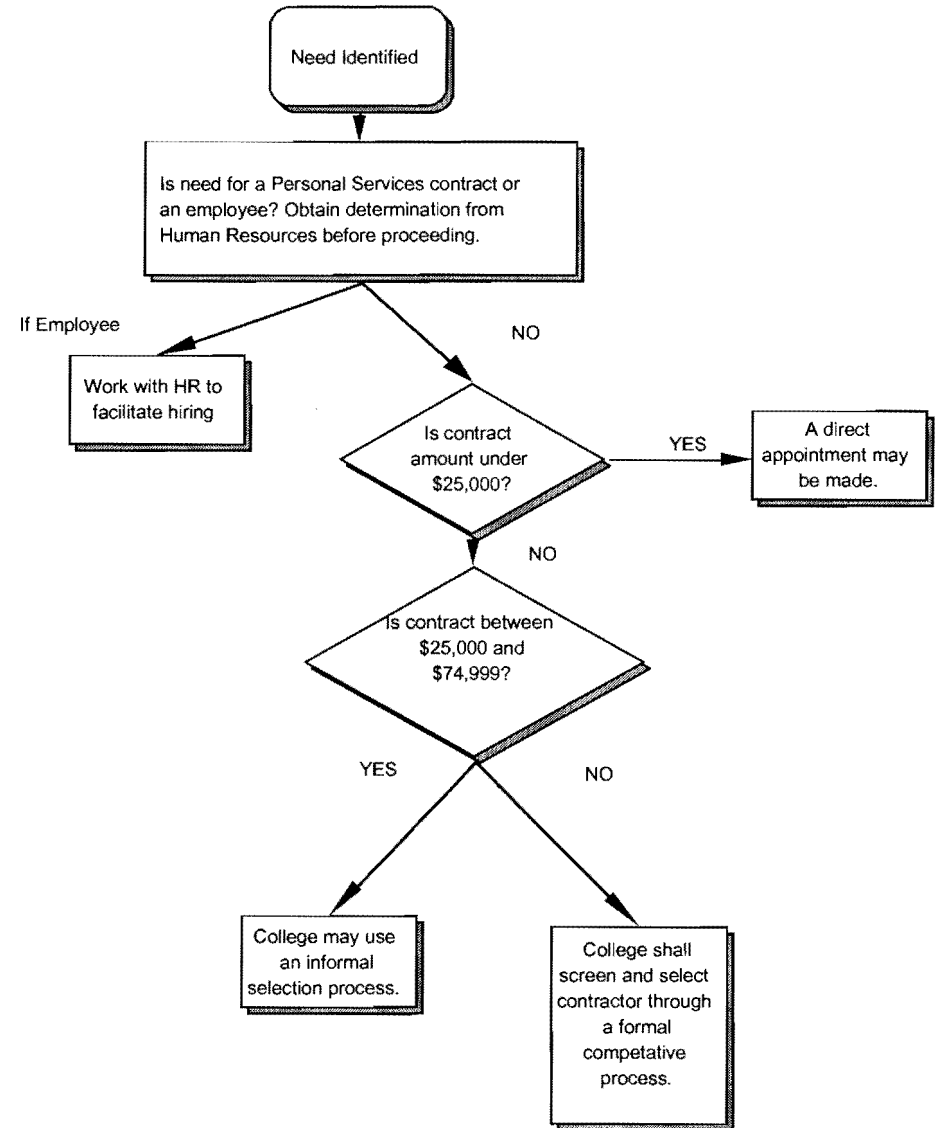 Need Identified
Is need for a Personal Services contract or
an employee? Obtain determination from
Human Resources before proceeding.
If Employee
NO
Work with HR to
facilitate hiring
Is contract
amount under
$25,000?
YES
A direct
appointment may
be made.
NO
Is contract between
$25,000 and
$74,999?
YES
NO
College may use
an informal
selection process.
College shall
screen and select
contractor through
a formal
competative
process.